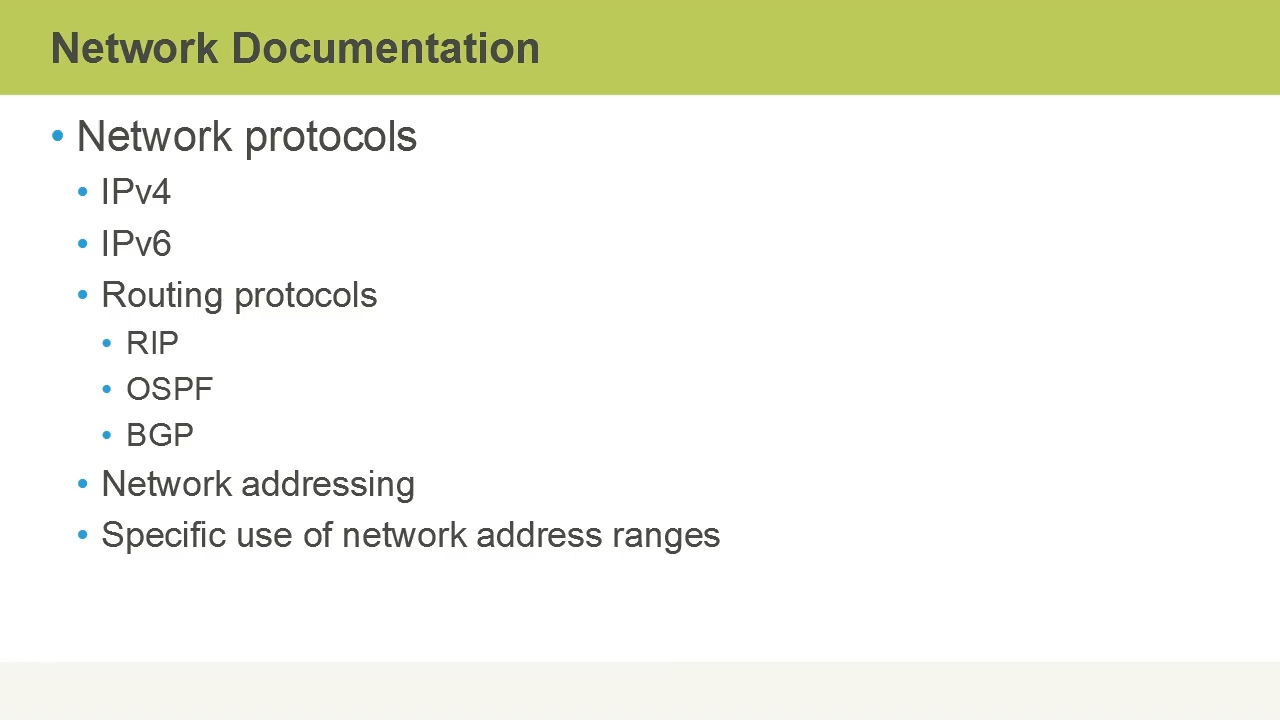 Network Documentation
• Network protocols
• IPv4
• IPv6
• Routing protocols
• RIP
• OSPF
• BGP
• Network addressing
• Specific use of network address ranges